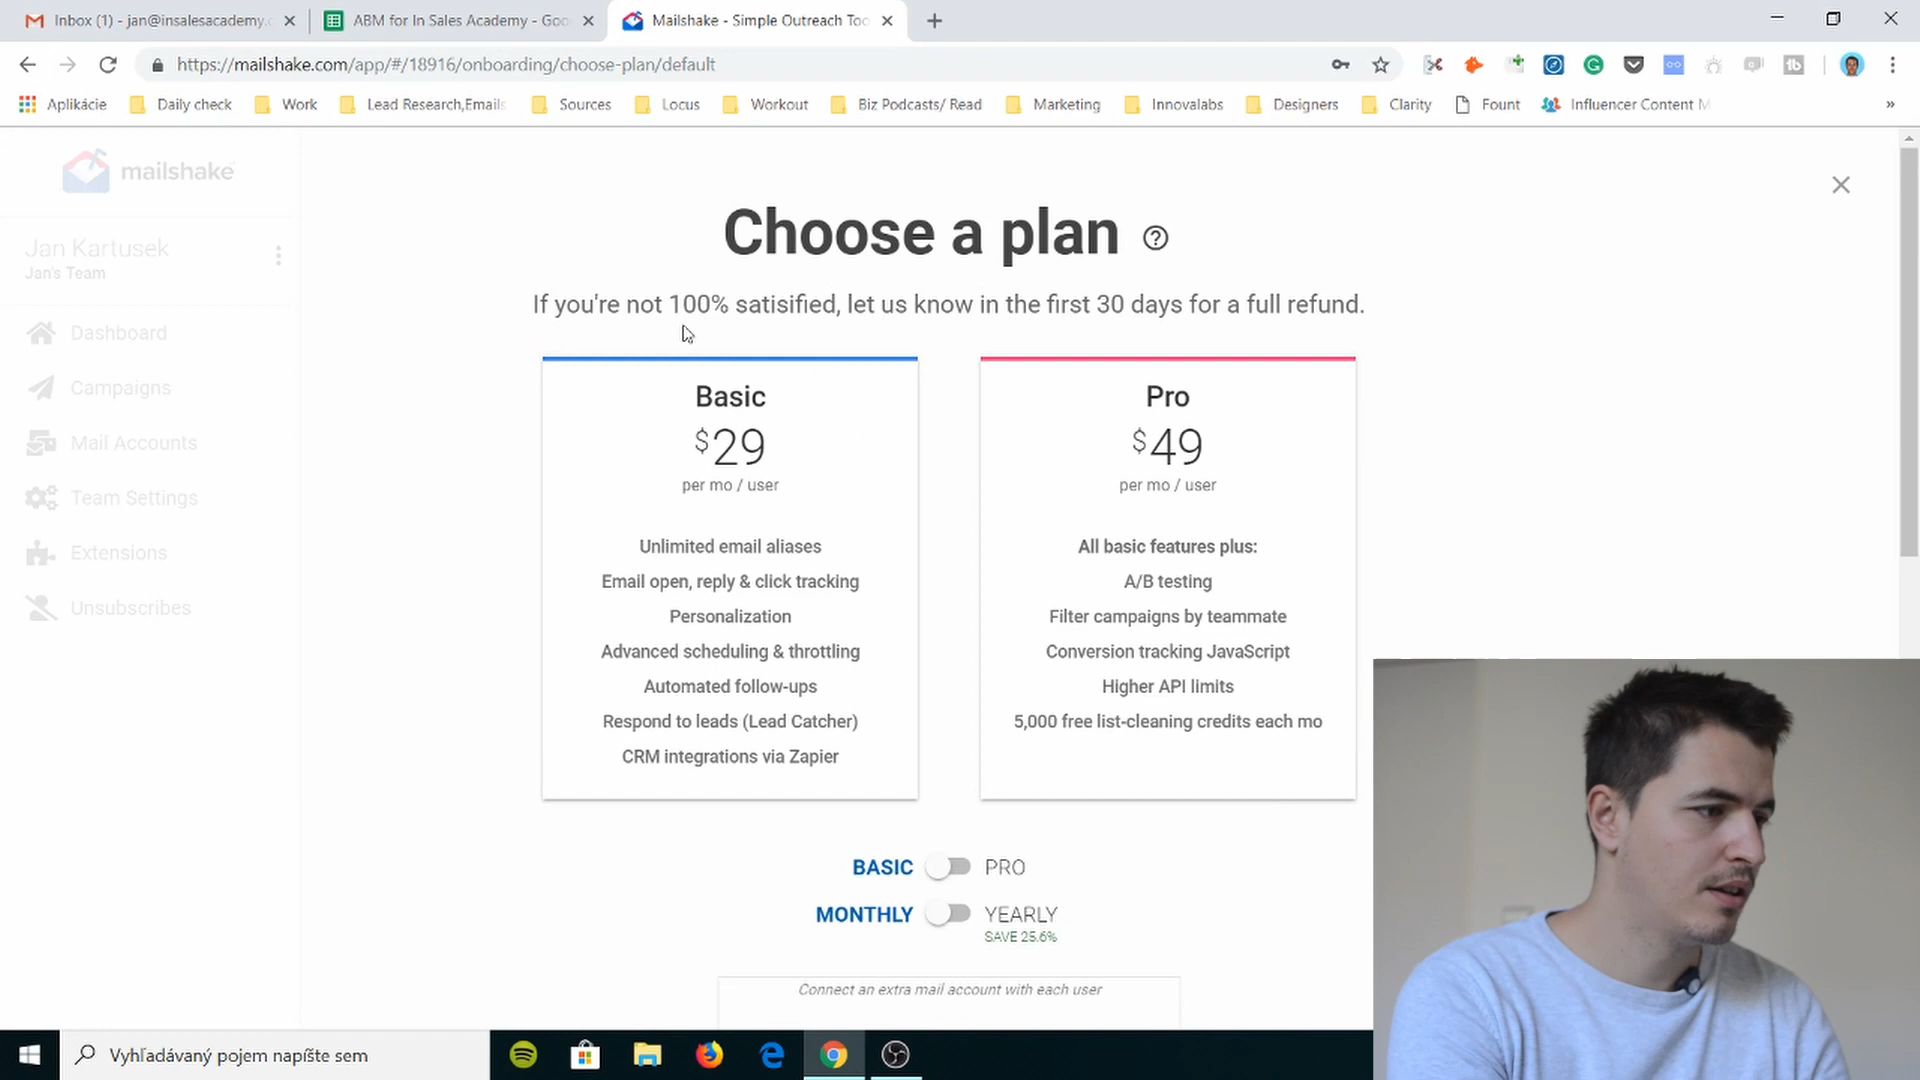 Inbox (1) - jan@insalesacademy.
ABM for In Sales Academy - Goo
Mailshake - Simple Outreach Too
https://mailshake.com/app/#/18916/onboarding/choose-plan/default
Aplikácie
Daily check
Work
Lead Research,Emails
Sources
Locus
Workout
Biz Podcasts/ Read
Marketing
Innovalabs
Designers
Clarity
Fount
Influencer Content M
mailshake
Jan Kartusek
Jan's Team
Dashboard
Campaigns
Mail Accounts
Team Settings
Extensions
Unsubscribes
Choose a plan
If you're not 100% satisified, let us know in the first 30 days for a full refund.
Basic
$29
per mo / user
Unlimited email aliases
Email open, reply & click tracking
Personalization
Advanced scheduling & throttling
Automated follow-ups
Respond to leads (Lead Catcher)
CRM integrations via Zapier
Pro
$49
per mo / user
All basic features plus:
A/B testing
Filter campaigns by teammate
Conversion tracking JavaScript
Higher API limits
5,000 free list-cleaning credits each mo
BASIC PRO
MONTHLY YEARLY
SAVE 25.6%
Connect an extra mail account with each user
Vyhľadávaný pojem napíšte sem